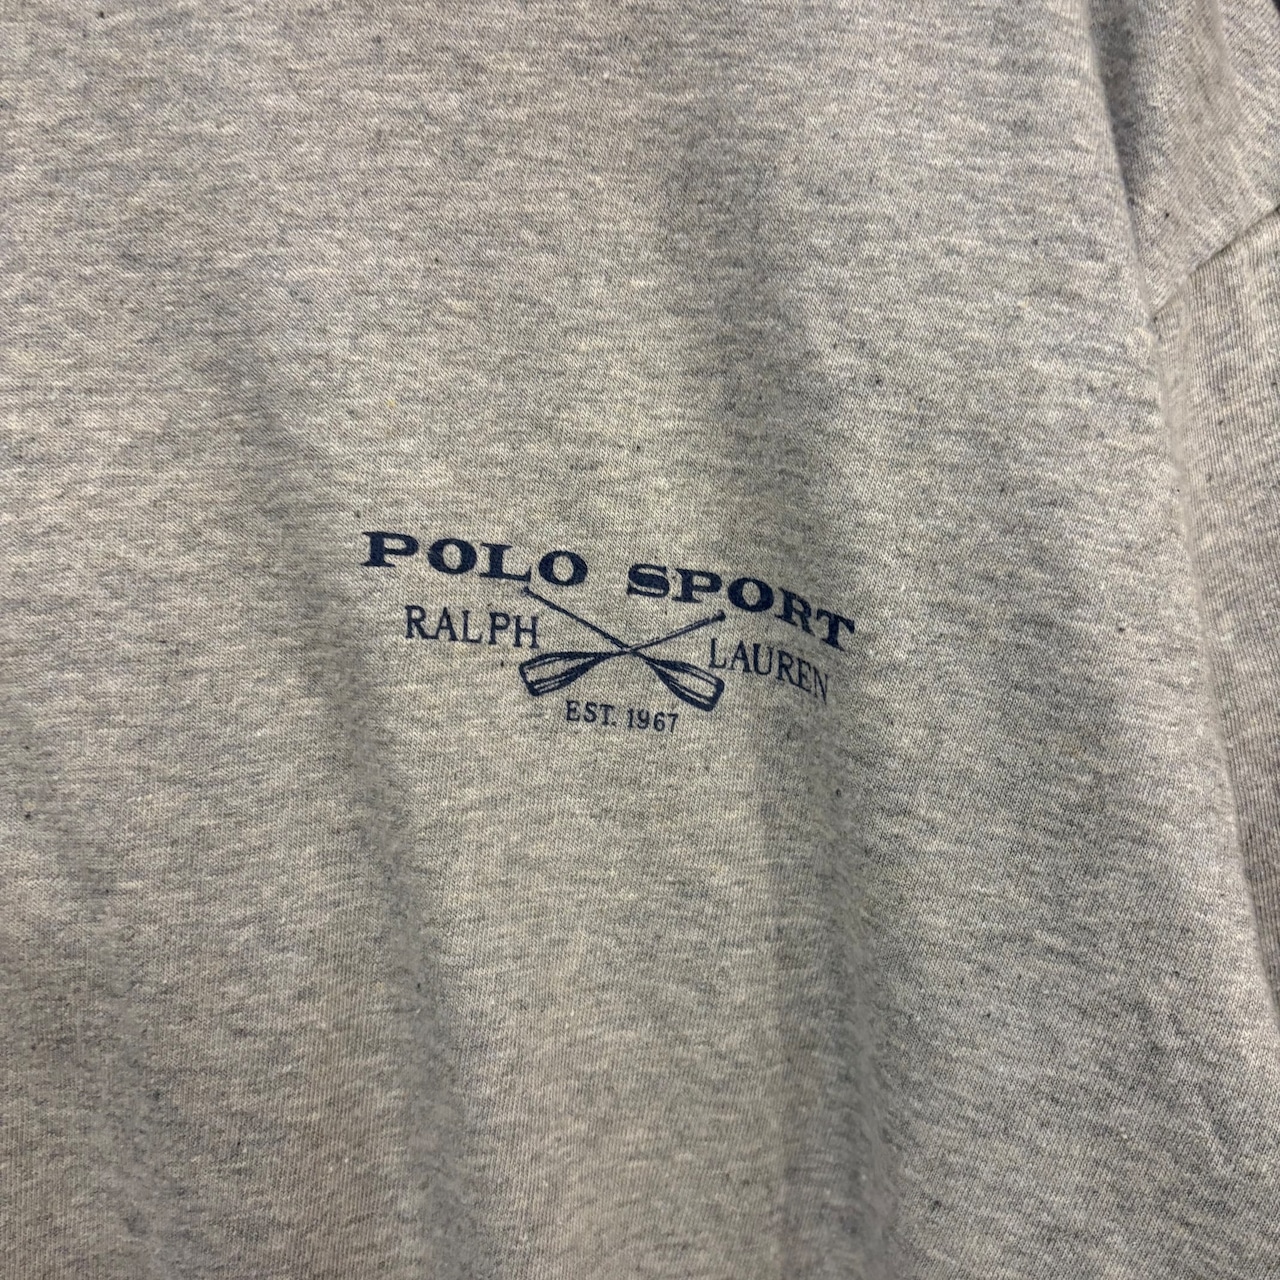 POLO SPORT
RALPH LAUREN
EST. 1967